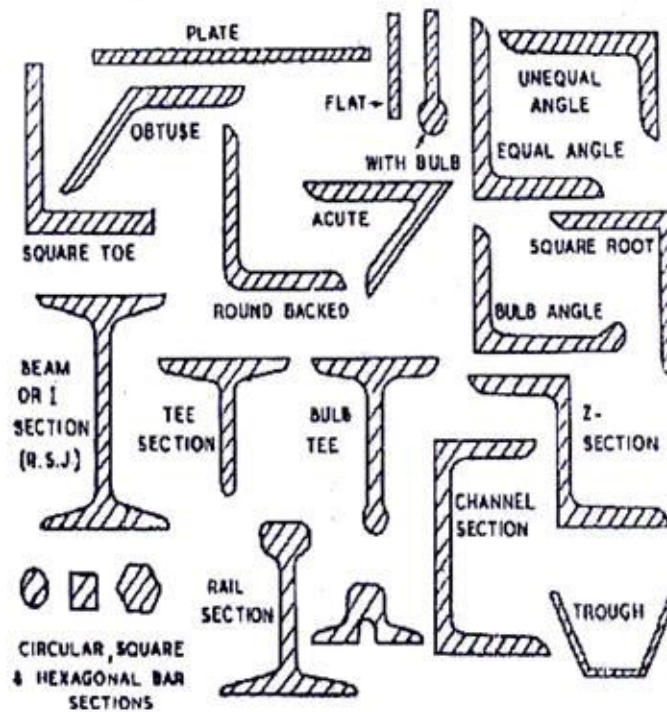 PLATE
FLAT
WITH BULB
UNEQUAL
ANGLE
OBTUSE
EQUAL ANGLE
ACUTE
SQUARE TOE
SQUARE ROOT
ROUND BACKED
BULB ANGLE
BEAM
OR I
SECTION
(R.S.J)
TEE
SECTION
BULB
TEE
Z-
SECTION
CHANNEL
SECTION
RAIL
SECTION
TROUGH
CIRCULAR, SQUARE
& HEXAGONAL BAR
SECTIONS